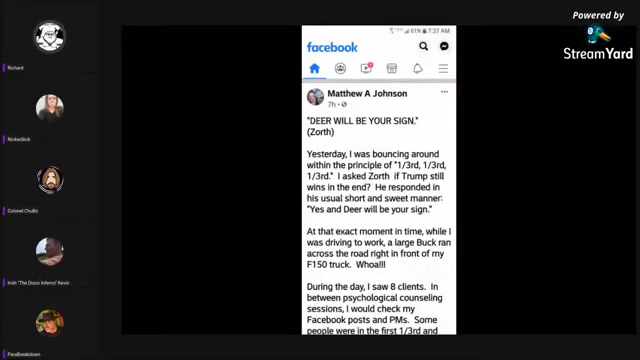 Powered by
StreamYard
61% 7:37 AM
facebook
Matthew A Johnson
7h
"DEER WILL BE YOUR SIGN."
(Zorth)
Yesterday, I was bouncing around
within the principle of "1/3rd, 1/3rd,
1/3rd." I asked Zorth if Trump still
wins in the end? He responded in
his usual short and sweet manner:
"Yes and Deer will be your sign."
At that exact moment in time, while I
was driving to work, a large Buck ran
across the road right in front of my
F150 truck. Whoa!!!
During the day, I saw 8 clients. In
between psychological counseling
sessions, I would check my
Facebook posts and PMs. Some
people were in the first 1/3rd and
Richard
NickieSlick
Colonel Chubs
Irish "The Disco Inferno" Kevin
ParaBreakdown